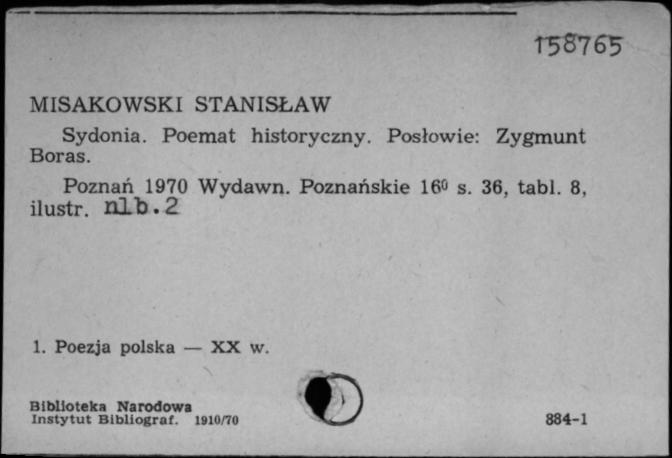 158765
MISAKOWSKI STANISŁAW
Sydonia. Poemat historyczny. Posłowie: Zygmunt
Boras.
Poznań 1970 Wydawn. Poznańskie 16⁰ s. 36, tabl. 8,
ilustr. nlb.2
1. Poezja polska — XX w.
Biblioteka Narodowa
Instytut Bibliograf. 1910/70
884-1